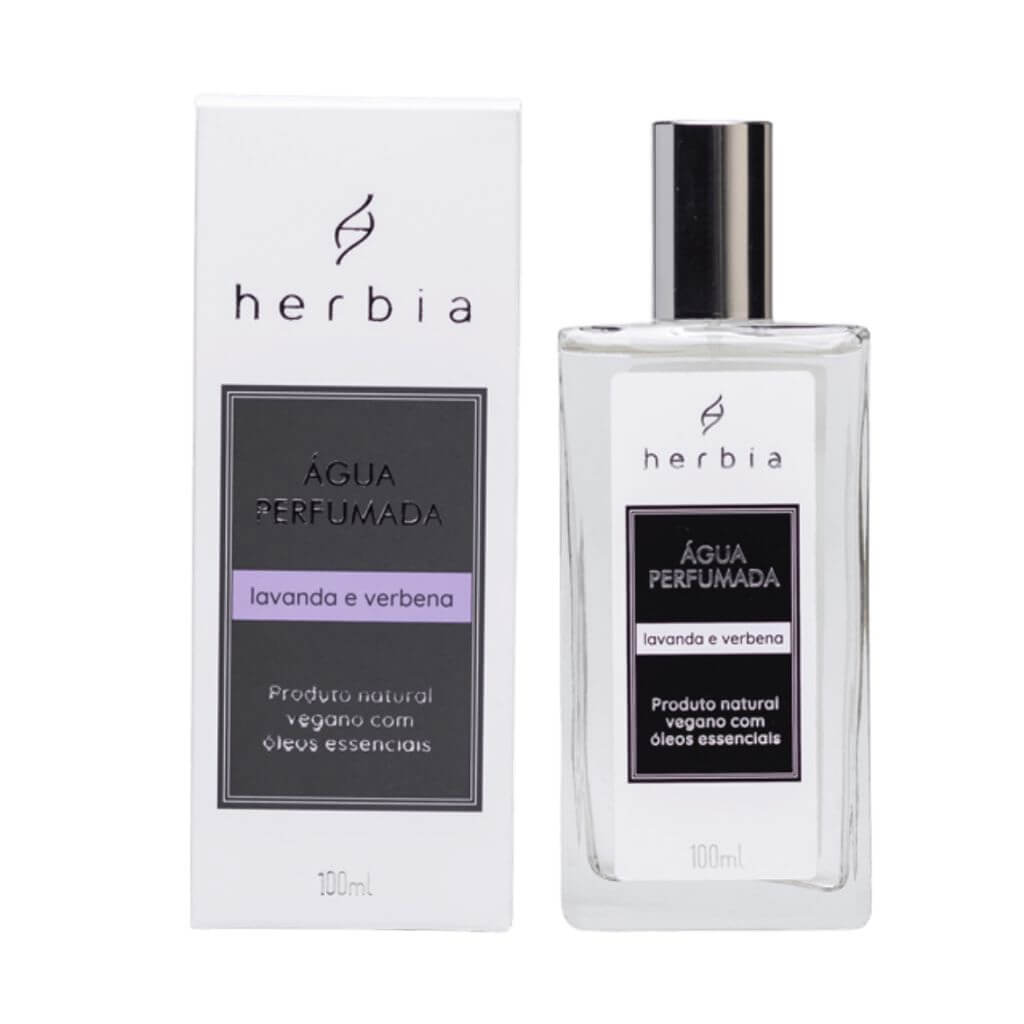 herbia
ÁGUA
PERFUMADA
lavanda e verbena
Produto natural
vegano com
óleos essenciais
100ml
herbia
ÁGUA
PERFUMADA
lavanda e verbena
Produto natural
vegano com
óleos essenciais
100ml